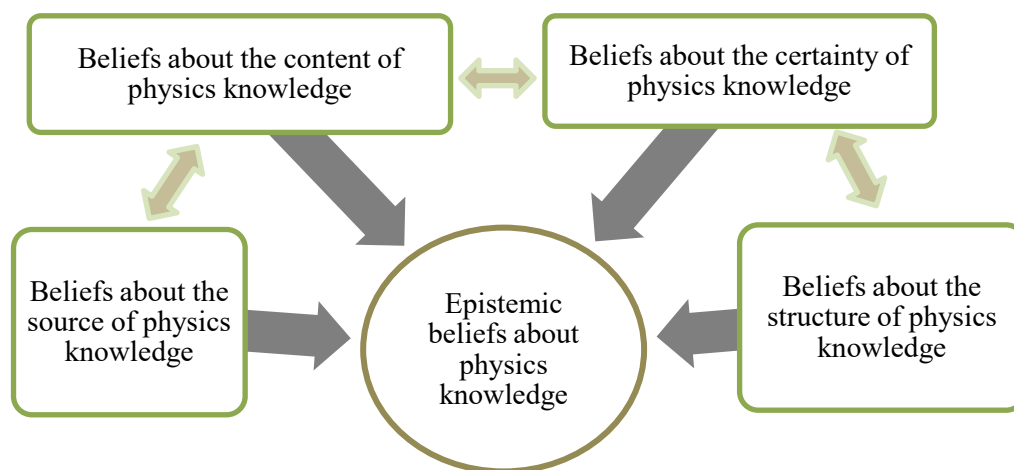 Beliefs about the content of
physics knowledge
Beliefs about the certainty of
physics knowledge
Beliefs about the
source of physics
knowledge
Epistemic
beliefs about
physics
knowledge
Beliefs about the
structure of physics
knowledge